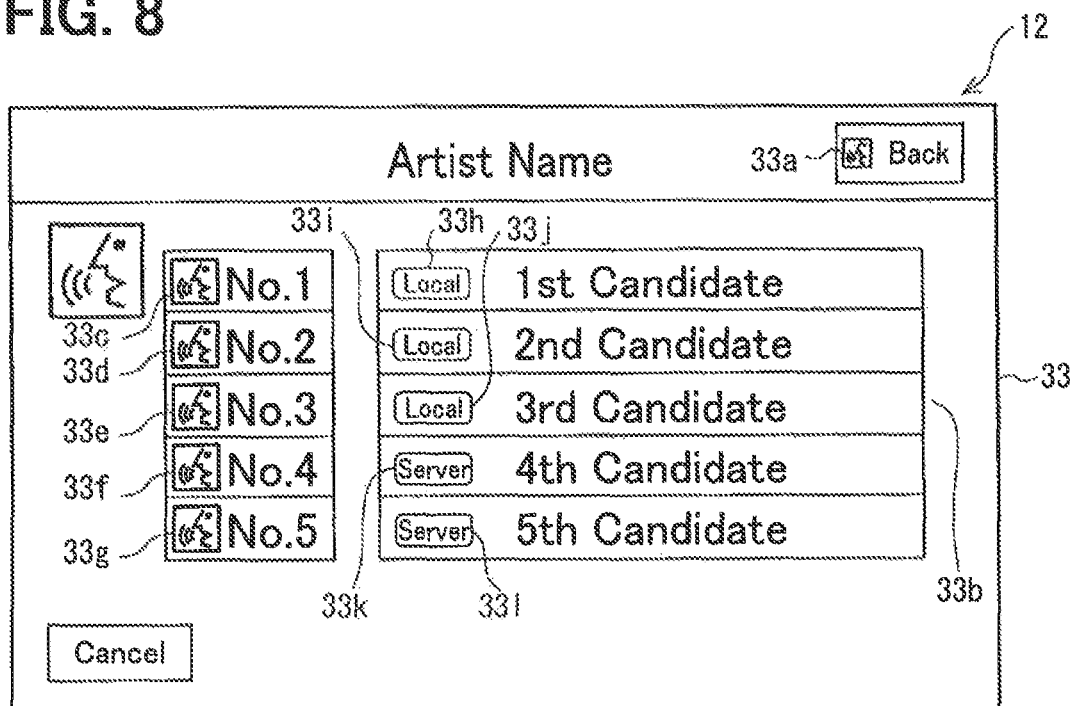 FIG. 8
12
Artist Name
33a
Back
33i
33h
33j
33c
No.1
Local
1st Candidate
33d
No.2
Local
2nd Candidate
33
33e
No.3
Local
3rd Candidate
33f
No.4
Server
4th Candidate
33g
No.5
Server
5th Candidate
33k
33l
33b
Cancel